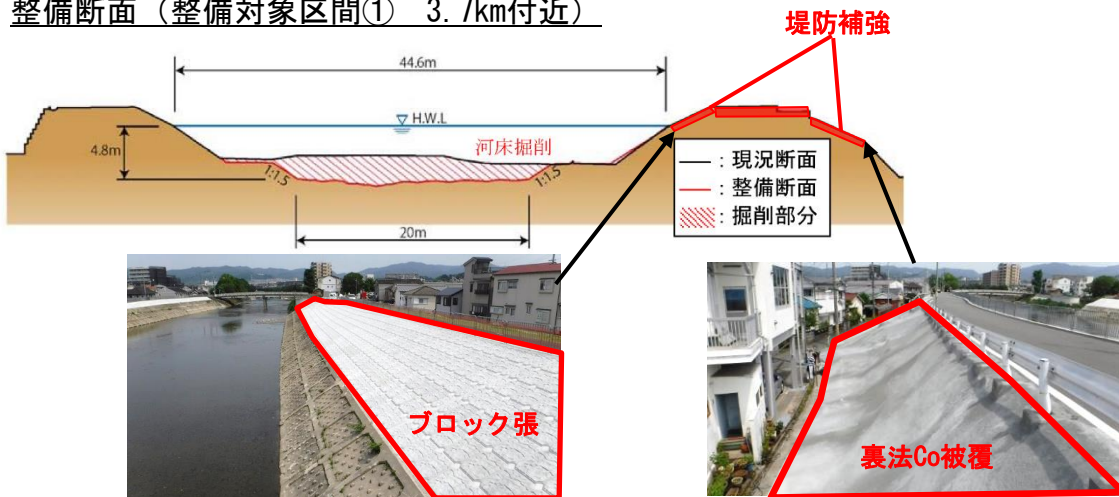 整備断面（整備対象区間① 3.7km付近）
堤防補強
44.6m
H.W.L
河床掘削
4.8m
1:1.5
1:1.5
20m
：現況断面
：整備断面
：掘削部分
ブロック張
裏法Co被覆